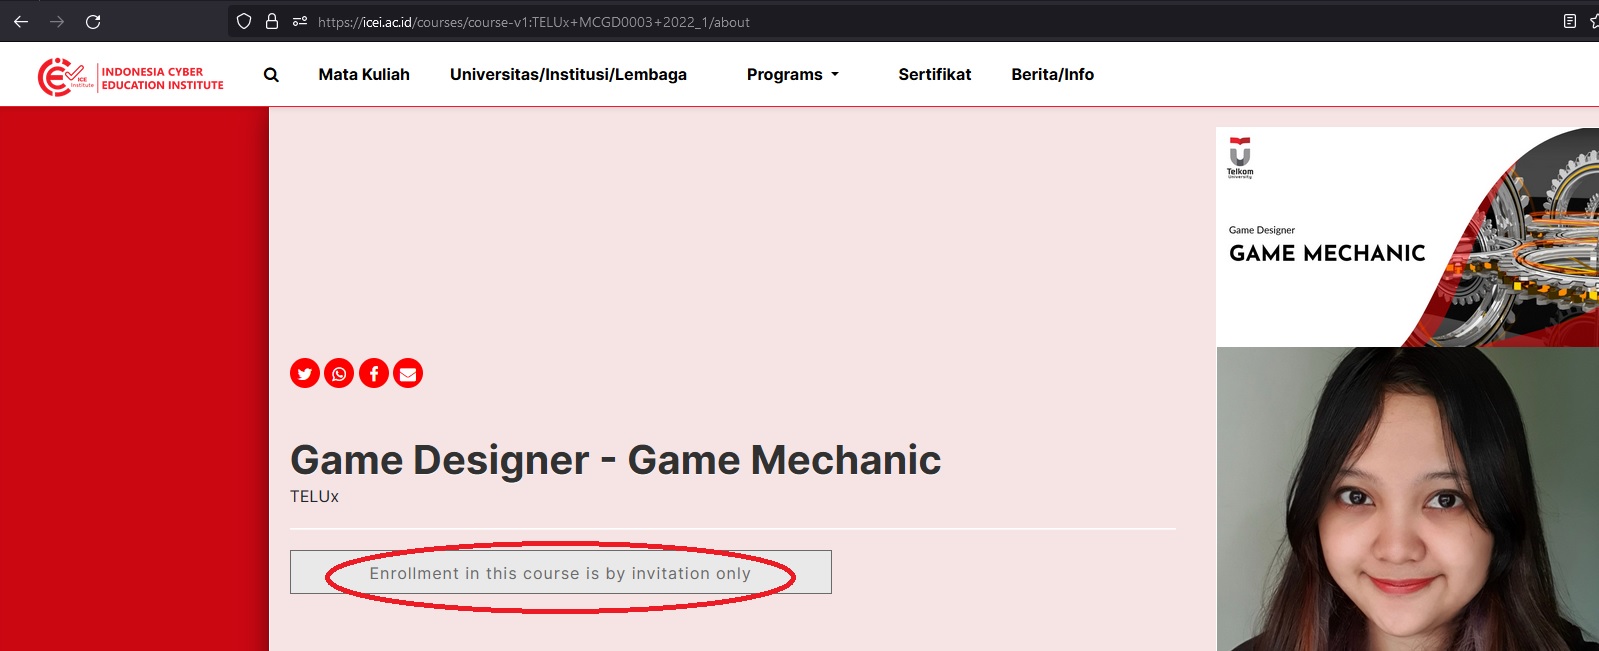 https://icei.ac.id/courses/course-v1:TELUx+MCGD0003+2022_1/about
ICE
Institute
INDONESIA CYBER
EDUCATION INSTITUTE
Mata Kuliah
Universitas/Institusi/Lembaga
Programs
Sertifikat
Berita/Info
Telkom
University
Game Designer
GAME MECHANIC
Game Designer - Game Mechanic
TELUx
Enrollment in this course is by invitation only